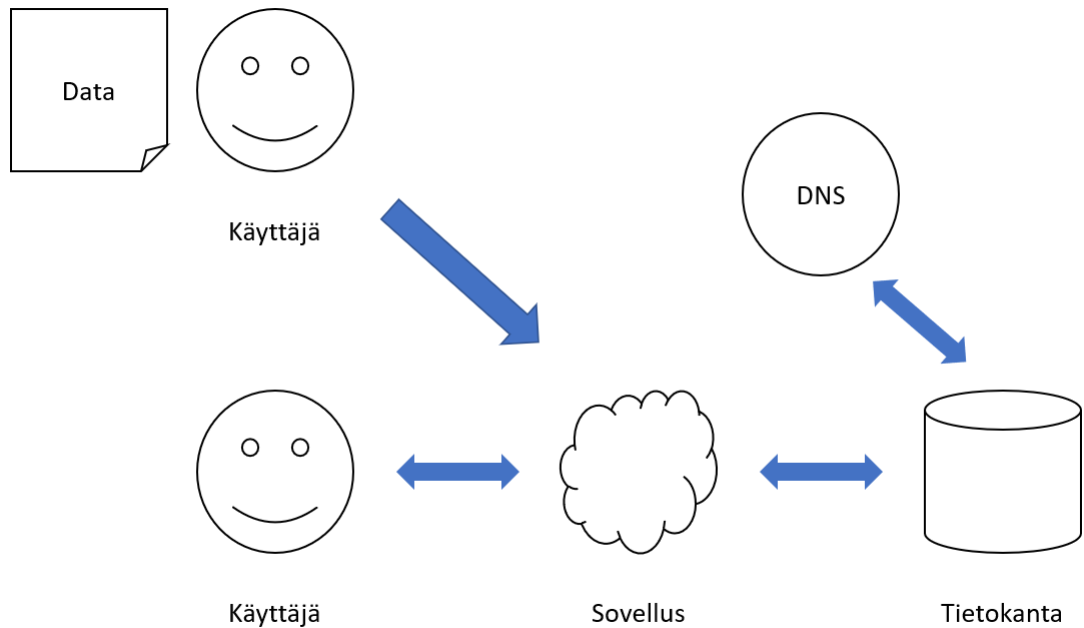 Data
Käyttäjä
DNS
Käyttäjä
Sovellus
Tietokanta